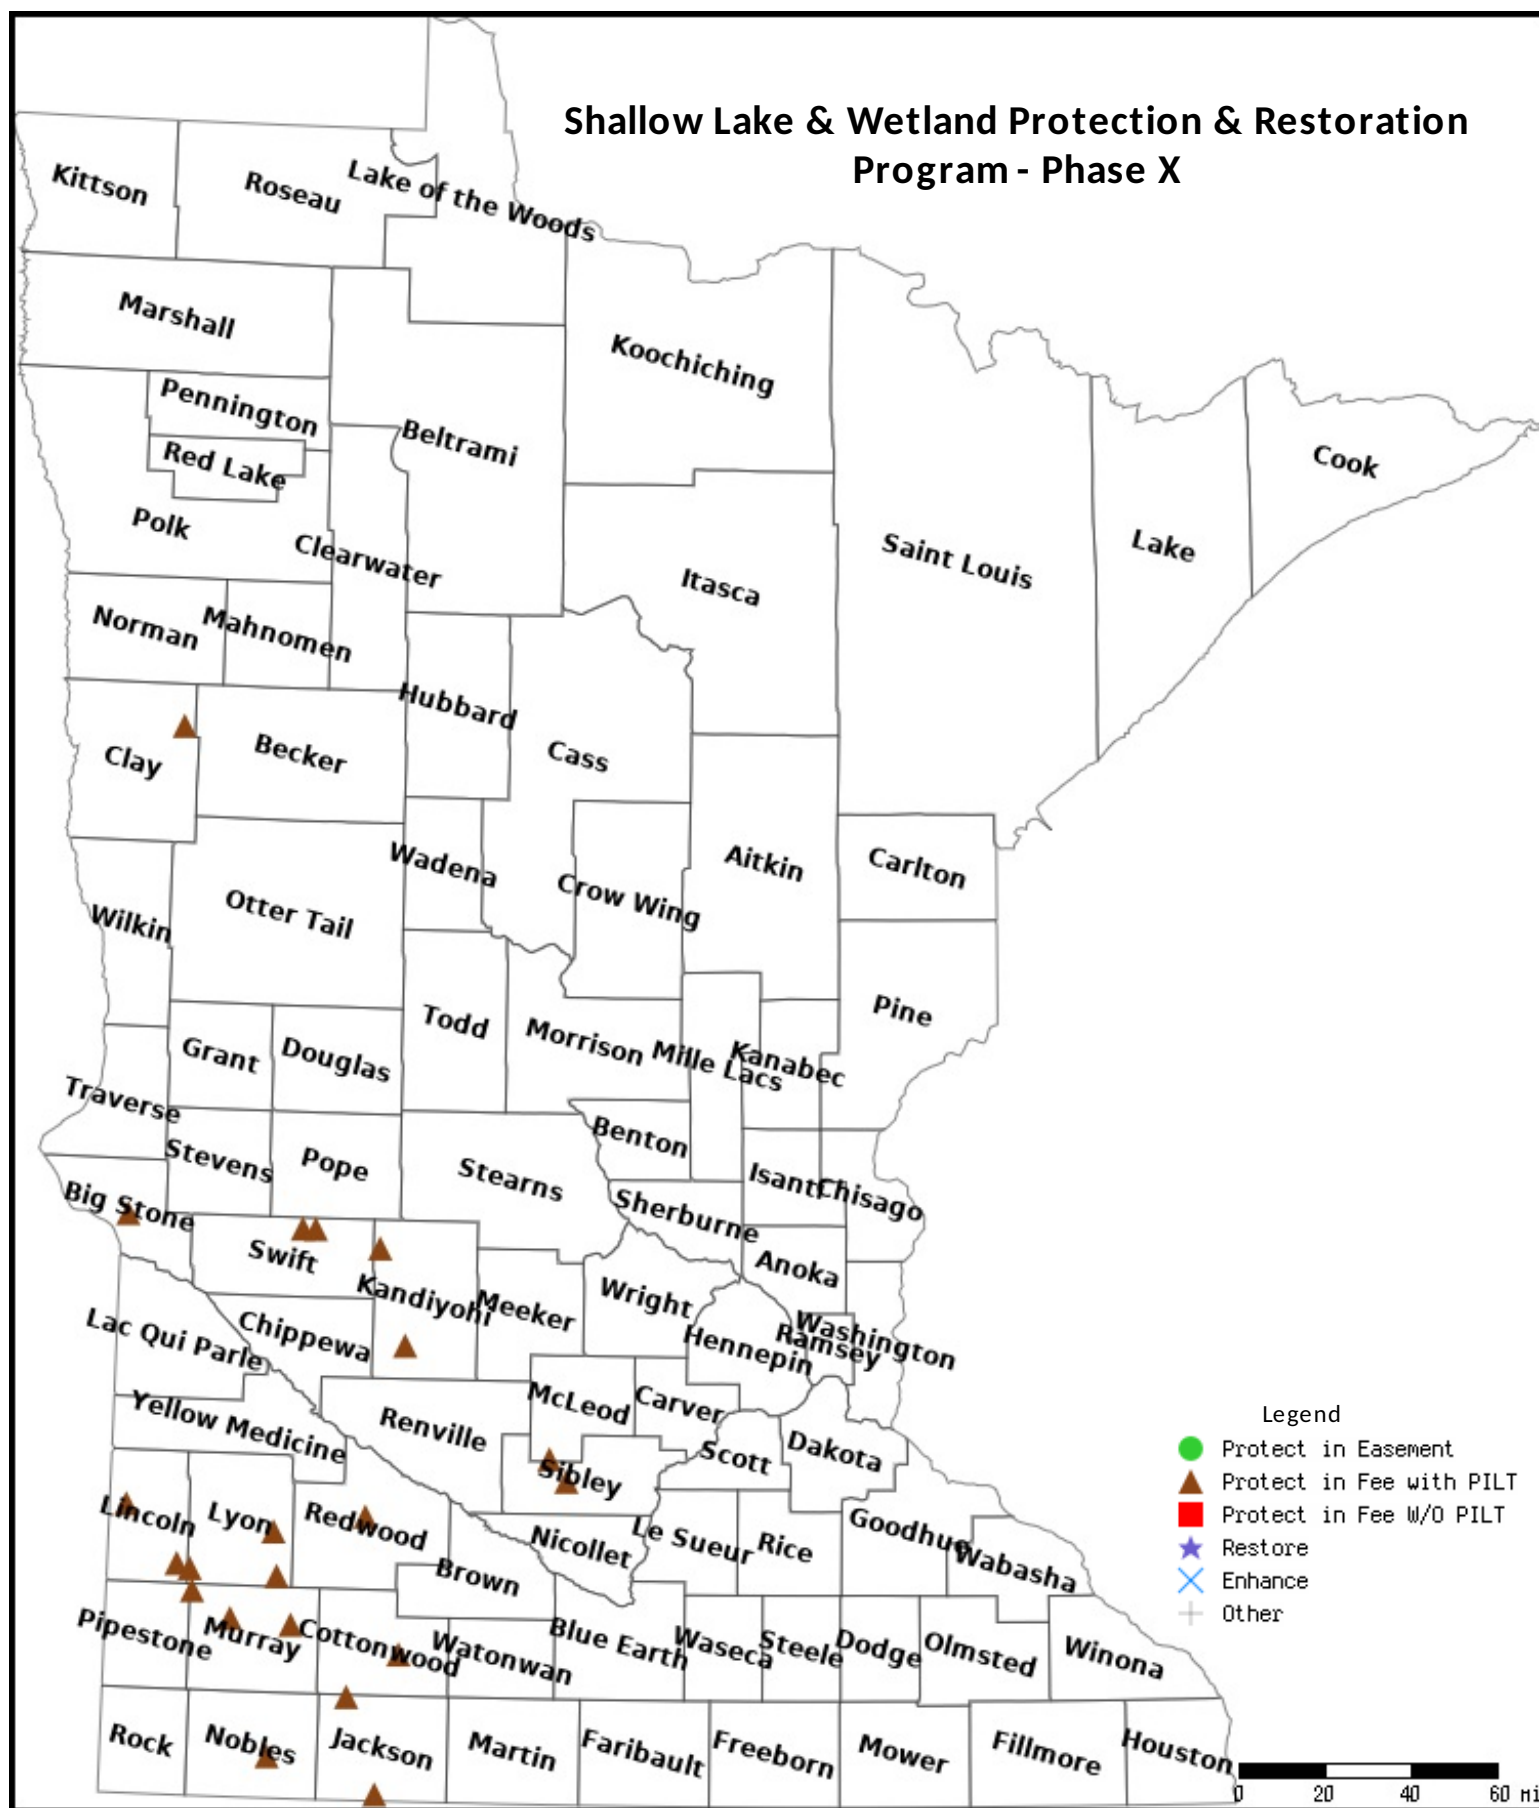 Shallow Lake & Wetland Protection & Restoration
Program - Phase X
Kittson
Roseau
Lake of the Woods
Marshall
Koochiching
Pennington
Beltrami
Red Lake
Cook
Polk
Clearwater
Saint Louis
Lake
Itasca
Norman
Mahnomen
Hubbard
Clay
Becker
Cass
Wadena
Aitkin
Carlton
Otter Tail
Crow Wing
Wilkin
Pine
Todd
Morrison
Mille Lacs
Kanabec
Grant
Douglas
Traverse
Benton
Stevens
Pope
Stearns
Isanti
Chisago
Big Stone
Sherburne
Swift
Anoka
Kandiyohi
Meeker
Wright
Lac Qui Parle
Chippewa
Hennepin
Ramsey
Washington
Yellow Medicine
Renville
McLeod
Carver
Scott
Dakota
Sibley
Lincoln
Lyon
Redwood
Nicollet
Le Sueur
Rice
Goodhue
Wabasha
Brown
Pipestone
Murray
Cottonwood
Watonwan
Blue Earth
Waseca
Steele
Dodge
Olmsted
Winona
Rock
Nobles
Jackson
Martin
Faribault
Freeborn
Mower
Fillmore
Houston
Legend
Protect in Easement
Protect in Fee with PILT
Protect in Fee W/O PILT
Restore
Enhance
Other
0 20 40 60 Mi